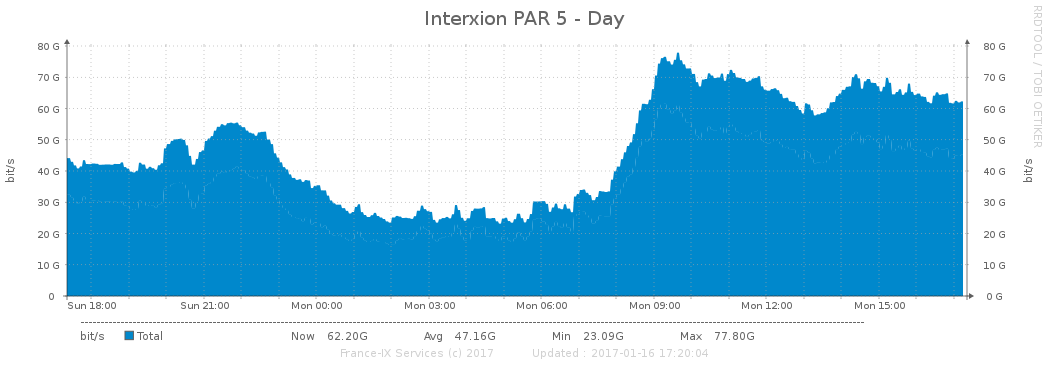 Interxion PAR 5 - Day
RRDTOOL / TOBI OETIKER
bit/s
bit/s
80 G 80 G
70 G 70 G
60 G 60 G
50 G 50 G
40 G 40 G
30 G 30 G
20 G 20 G
10 G 10 G
0 0 G
Sun 18:00 Sun 21:00 Mon 00:00 Mon 03:00 Mon 06:00 Mon 09:00 Mon 12:00 Mon 15:00
bit/s Total Now 62.20G Avg 47.16G Min 23.09G Max 77.80G
France-IX Services (c) 2017 Updated : 2017-01-16 17:20:04